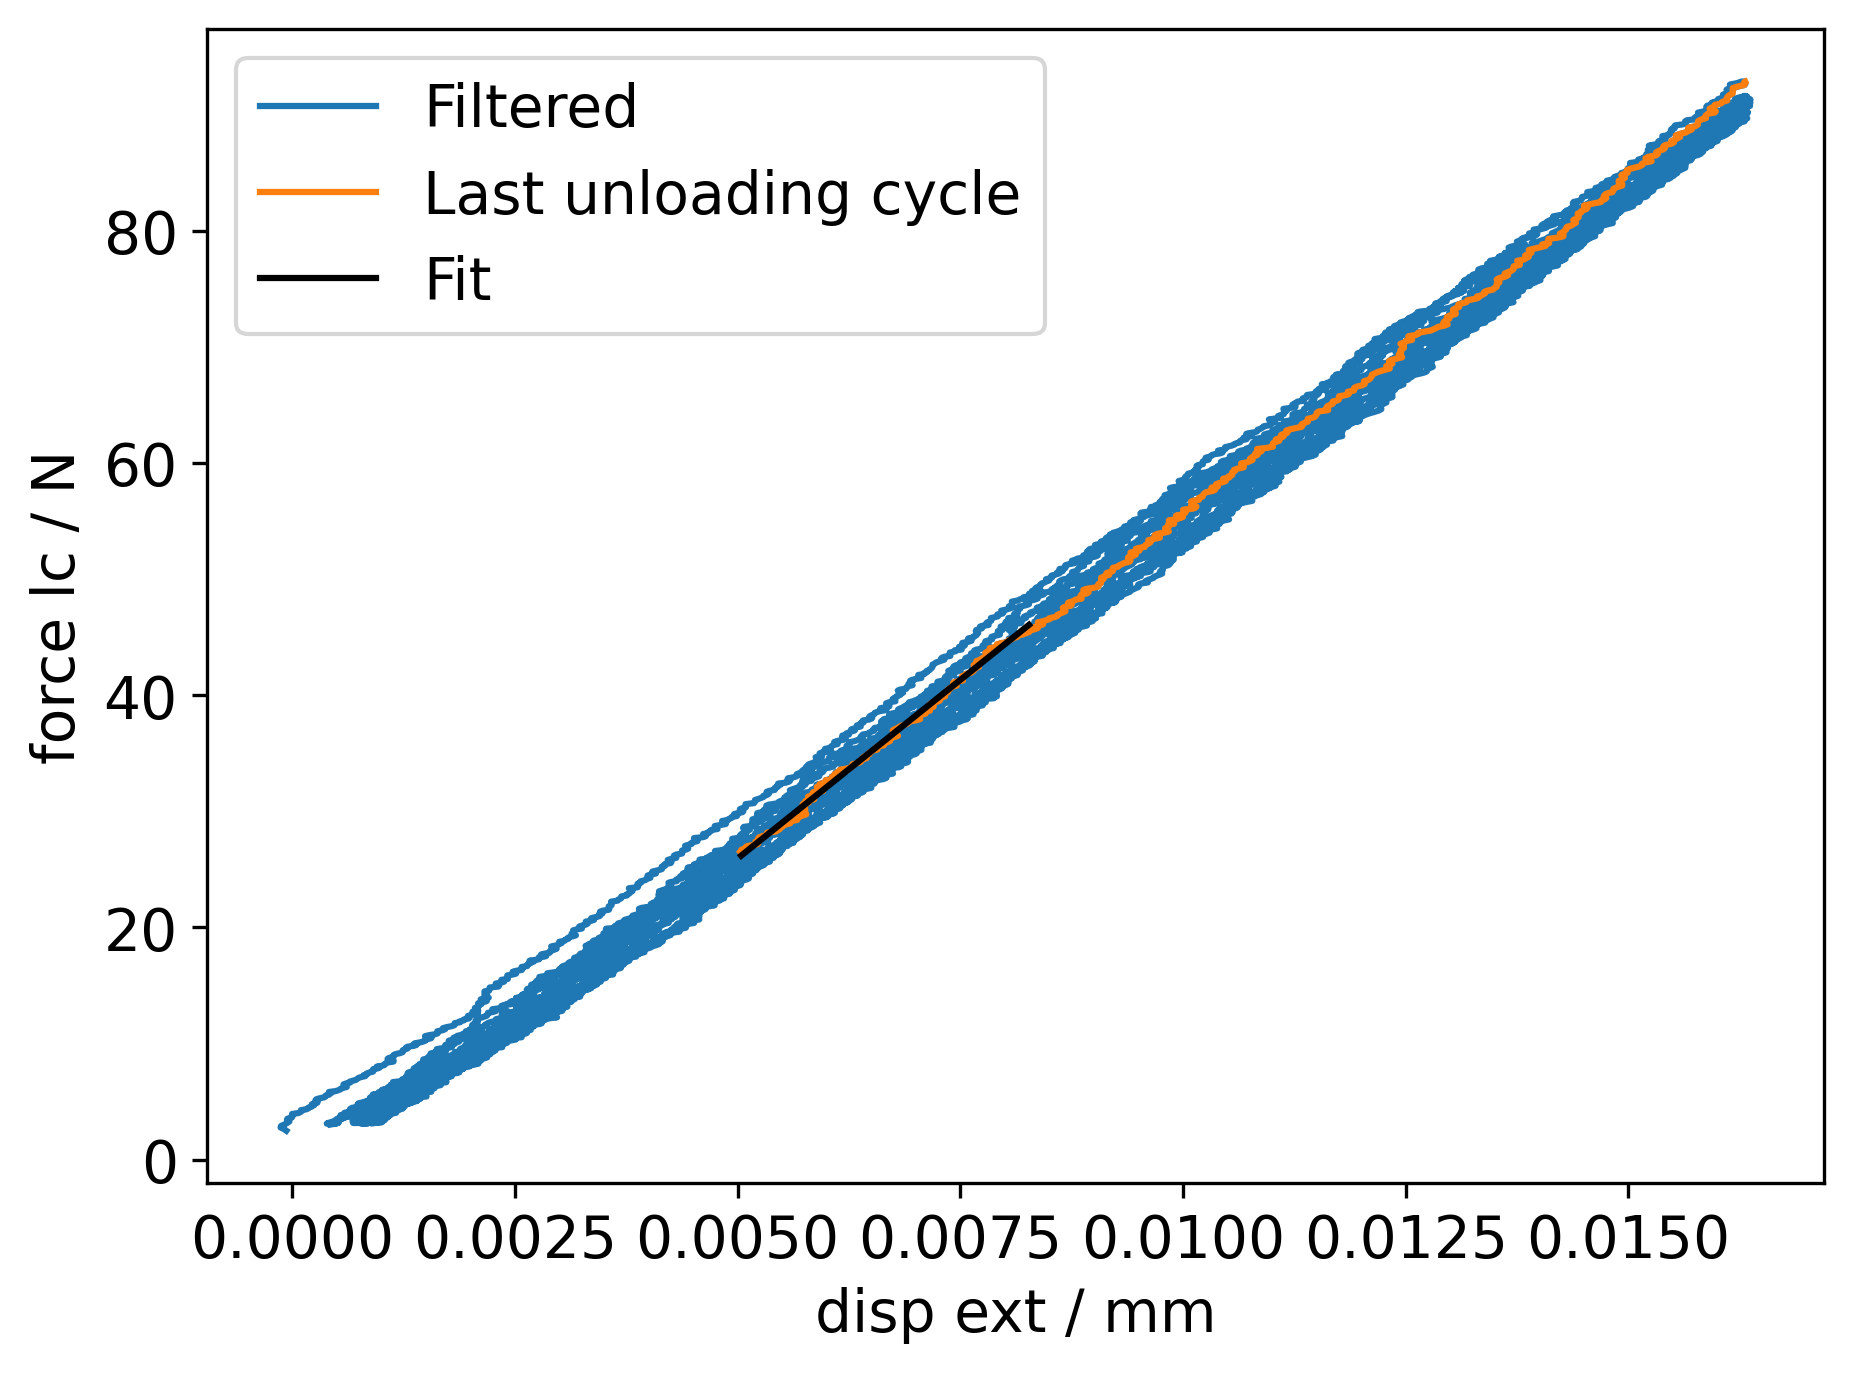 Filtered
Last unloading cycle
Fit
80
60
40
20
0
force lc / N
0.0000 0.0025 0.0050 0.0075 0.0100 0.0125 0.0150
disp ext / mm